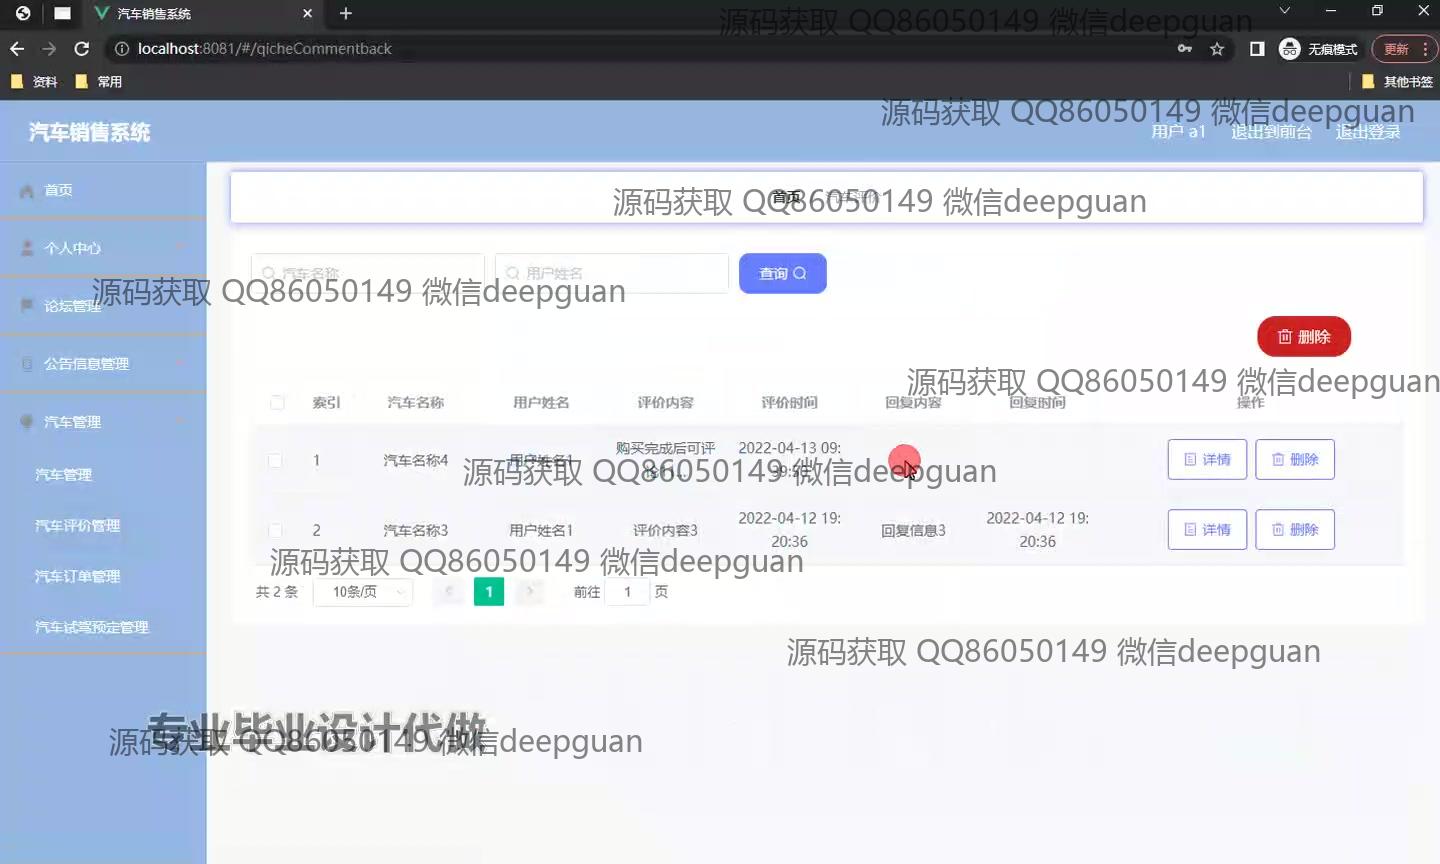 汽车销售系统
源码获取 QQ86050149 微信deepguan
localhost:8081/#/qicheCommentback
无痕模式
更新
资料
常用
其他书签
汽车销售系统
源码获取 QQ86050149 微信deepguan
用户 a1
退出到前台
退出登录
首页
个人中心
论坛管理
公告信息管理
汽车管理
汽车管理
汽车评价管理
汽车订单管理
汽车试驾预定管理
首页
汽车评价
源码获取 QQ86050149 微信deepguan
汽车名称
用户姓名
查询
源码获取 QQ86050149 微信deepguan
删除
源码获取 QQ86050149 微信deepguan
索引 汽车名称 用户姓名 评价内容 评价时间 回复内容 回复时间 操作
1 汽车名称4 用户姓名1 购买完成后可评 2022-04-13 09:
详情 删除
源码获取 QQ86050149 微信deepguan
2 汽车名称3 用户姓名1 评价内容3 2022-04-12 19:
20:36 回复信息3 2022-04-12 19:
20:36 详情 删除
源码获取 QQ86050149 微信deepguan
共 2 条 10条/页 1 前往 1 页
源码获取 QQ86050149 微信deepguan
专业毕业设计代做
源码获取 QQ86050149 微信deepguan